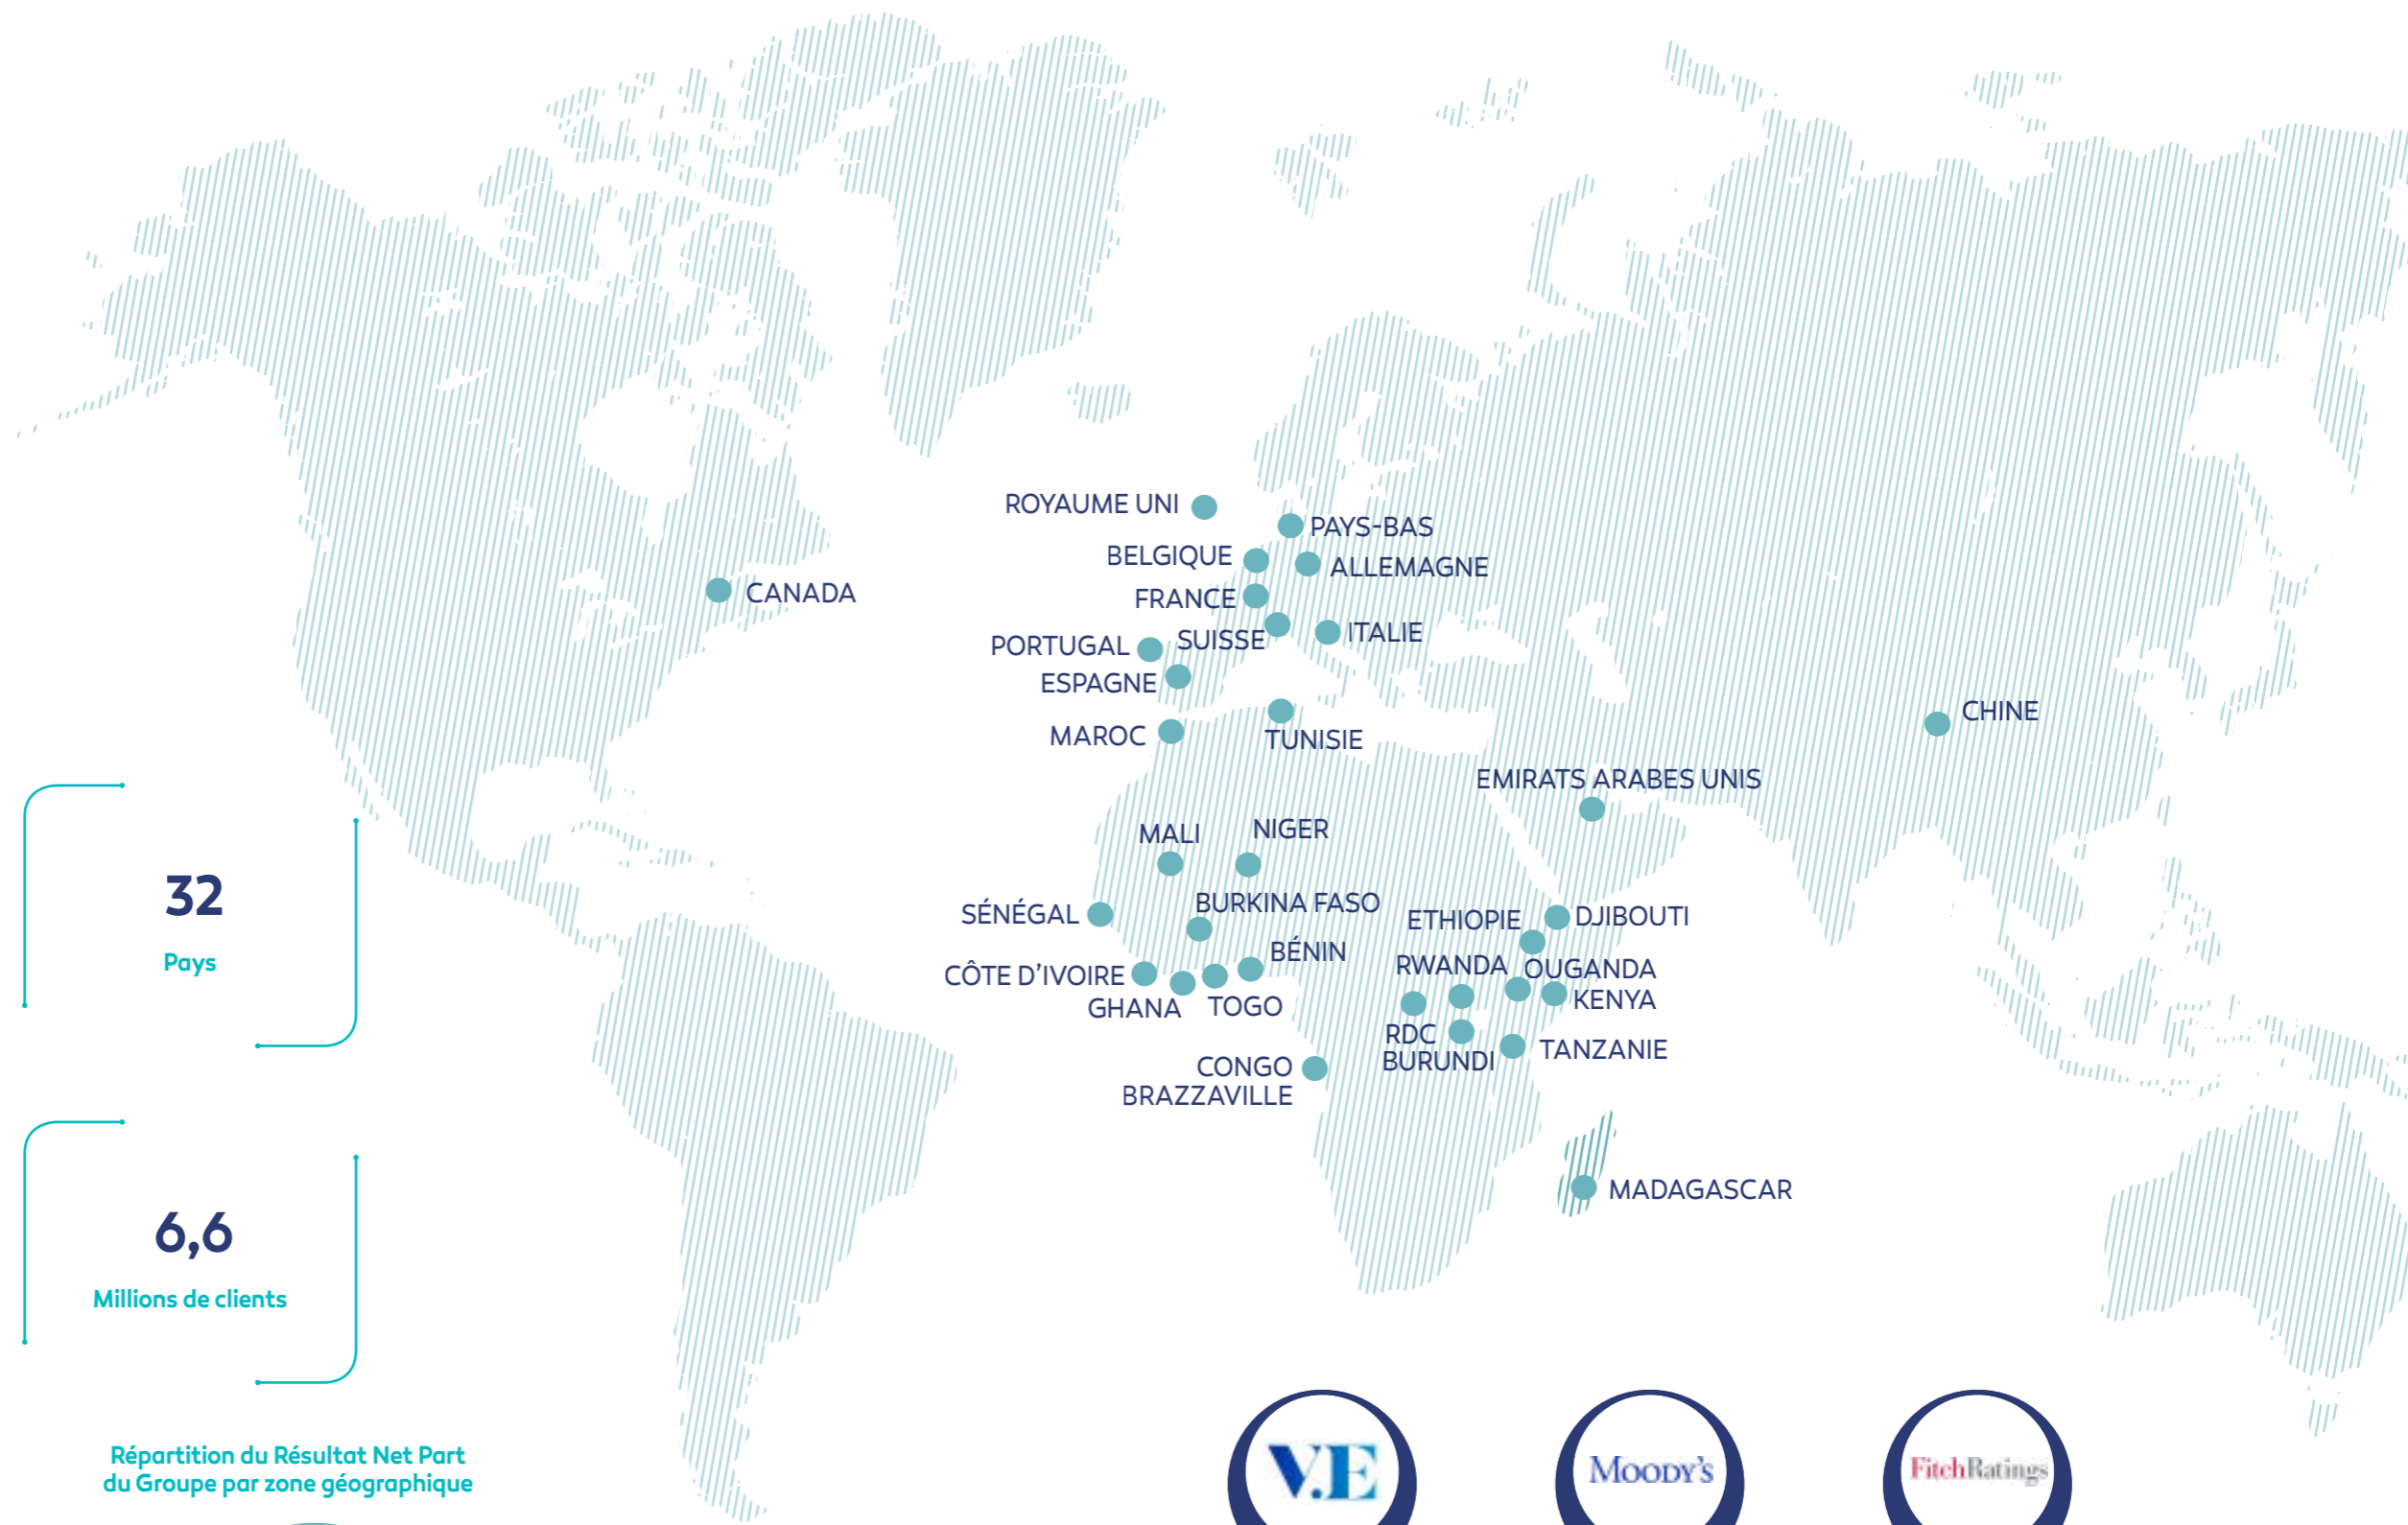 ROYAUME UNI
PAYS-BAS
BELGIQUE
ALLEMAGNE
CANADA
FRANCE
SUISSE
ITALIE
PORTUGAL
ESPAGNE
MAROC
TUNISIE
CHINE
EMIRATS ARABES UNIS
MALI
NIGER
SÉNÉGAL
BURKINA FASO
ETHIOPIE
DJIBOUTI
BÉNIN
RWANDA
OUGANDA
CÔTE D’IVOIRE
KENYA
GHANA
TOGO
RDC
BURUNDI
TANZANIE
CONGO
BRAZZAVILLE
MADAGASCAR
32
Pays
6,6
Millions de clients
Répartition du Résultat Net Part
du Groupe par zone géographique
V.E
MOODY’S
FitchRatings